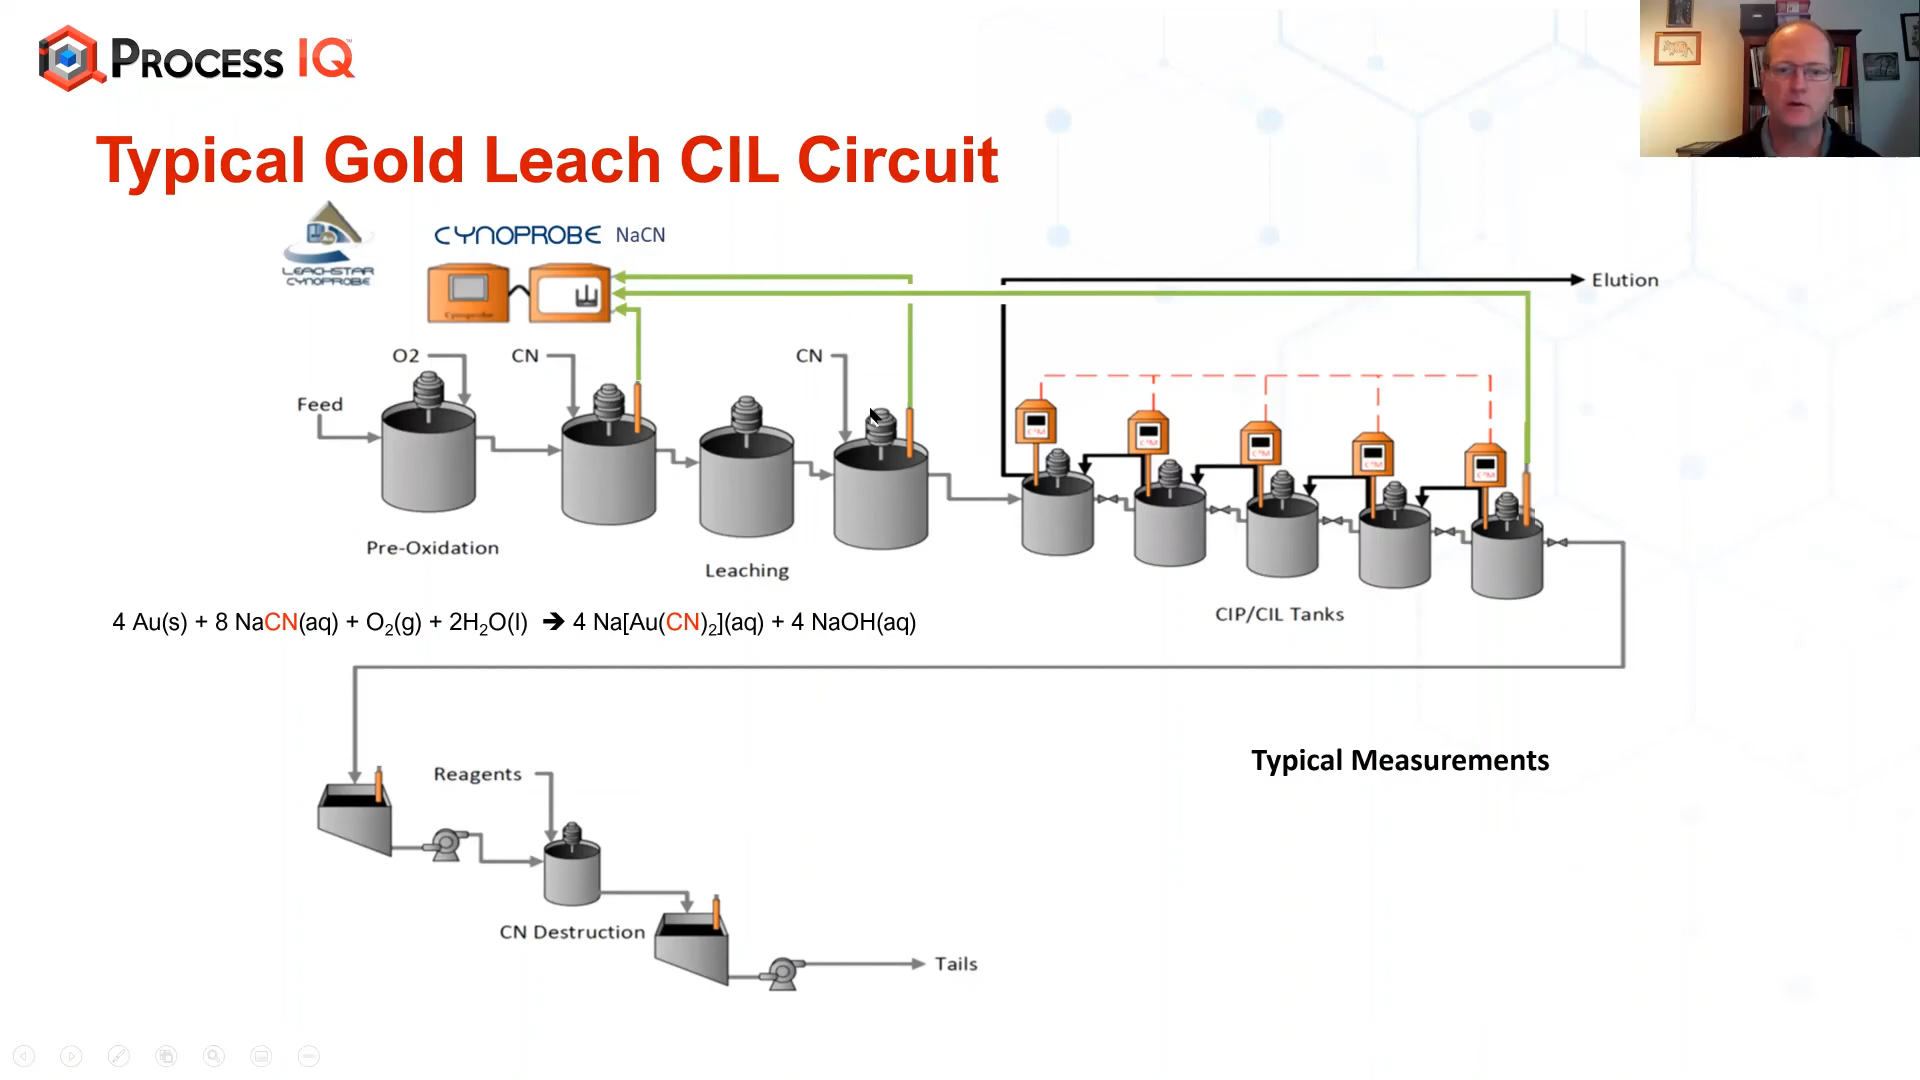 PROCESS IQ
Typical Gold Leach CIL Circuit
LEACHSTAR
CYNOPROBE
CYNOPROBE NaCN
Cynoprobe
Elution
O2
CN
CN
Feed
Pre-Oxidation
Leaching
CIP/CIL Tanks
4 Au(s) + 8 NaCN(aq) + O₂(g) + 2H₂O(l) ➔ 4 Na[Au(CN)₂](aq) + 4 NaOH(aq)
Reagents
Typical Measurements
CN Destruction
Tails